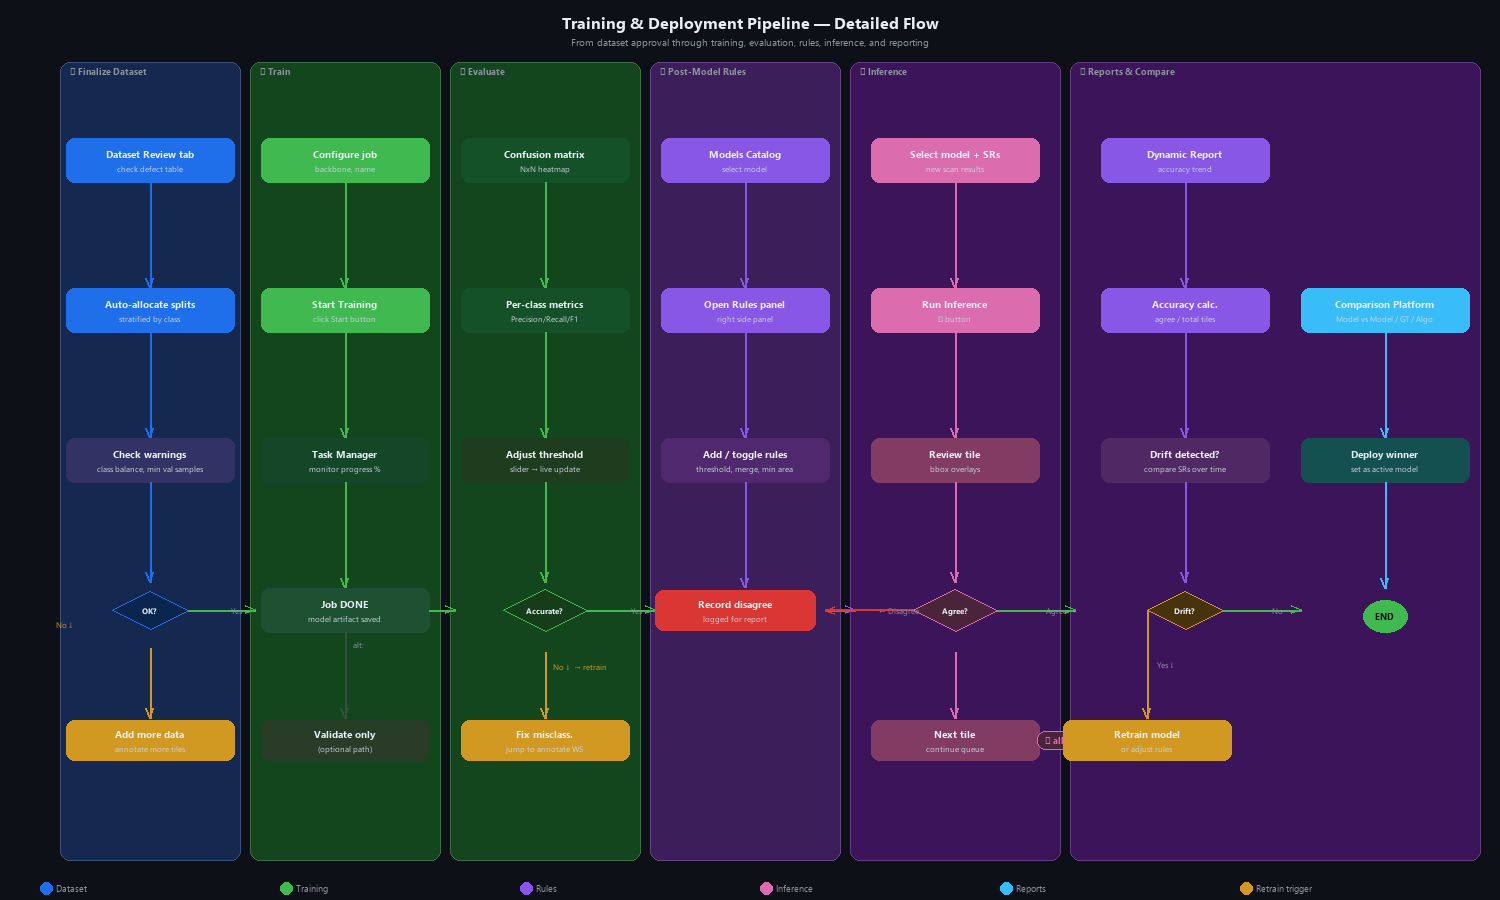 Training & Deployment Pipeline — Detailed Flow
From dataset approval through training, evaluation, rules, inference, and reporting
Finalize Dataset
Dataset Review tab
check defect table
Auto-allocate splits
stratified by class
Check warnings
class balance, min val samples
OK?
Yes
No ↓
Add more data
annotate more tiles
Train
Configure job
backbone, name
Start Training
click Start button
Task Manager
monitor progress %
Job DONE
model artifact saved
alt:
Validate only
(optional path)
Evaluate
Confusion matrix
NxN heatmap
Per-class metrics
Precision/Recall/F1
Adjust threshold
slider → live update
Accurate?
Yes
No ↓ → retrain
Fix misclass.
jump to annotate WS
Post-Model Rules
Models Catalog
select model
Open Rules panel
right side panel
Add / toggle rules
threshold, merge, min area
Record disagree
logged for report
Inference
Select model + SRs
new scan results
Run Inference
button
Review tile
bbox overlays
← Disagree
Agree?
Agree
Next tile
continue queue
all
Reports & Compare
Dynamic Report
accuracy trend
Accuracy calc.
agree / total tiles
Drift detected?
compare SRs over time
Drift?
No
Yes ↓
Retrain model
or adjust rules
Comparison Platform
Model vs Model / GT / Algo
Deploy winner
set as active model
END
Dataset
Training
Rules
Inference
Reports
Retrain trigger